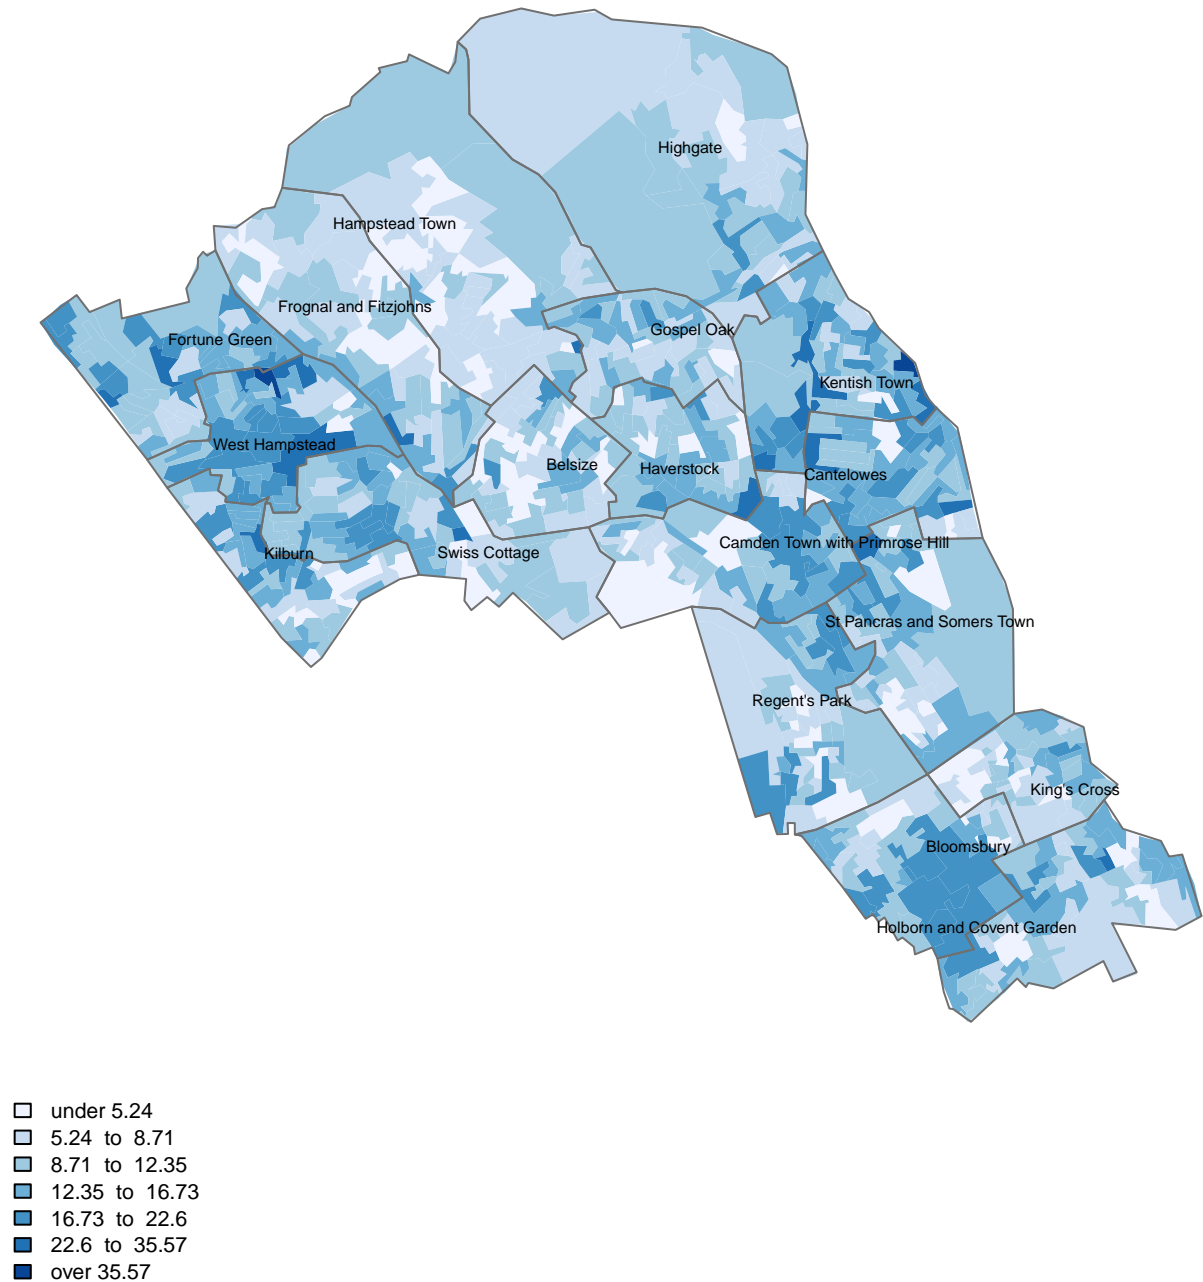 Highgate
Hampstead Town
Frognal and Fitzjohns
Gospel Oak
Fortune Green
Kentish Town
West Hampstead
Belsize
Haverstock
Cantelowes
Camden Town with Primrose Hill
Kilburn
Swiss Cottage
St Pancras and Somers Town
Regent's Park
King's Cross
Bloomsbury
Holborn and Covent Garden
under 5.24
5.24 to 8.71
8.71 to 12.35
12.35 to 16.73
16.73 to 22.6
22.6 to 35.57
over 35.57